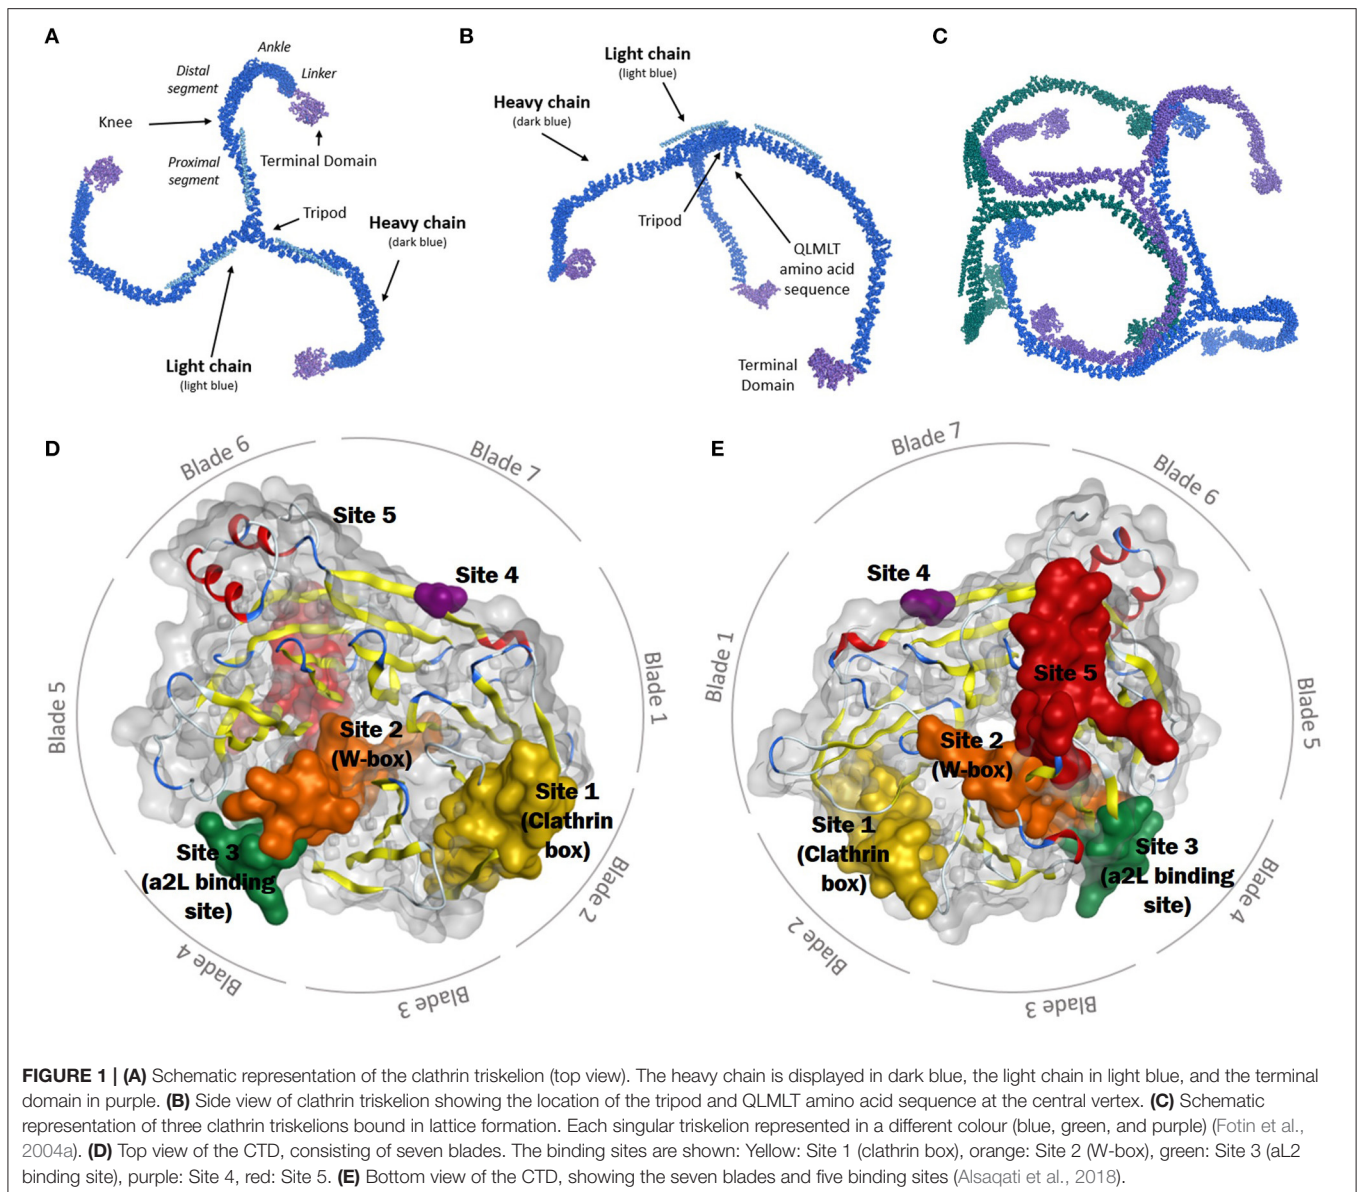 A
Ankle
Distal
segment
Linker
Knee
Terminal Domain
Proximal
segment
Tripod
Heavy chain
(dark blue)
Light chain
(light blue)
B
Light chain
(light blue)
Heavy chain
(dark blue)
Tripod
QLMLT
amino acid
sequence
Terminal
Domain
C
D
Blade 6
Blade 7
Site 5
Site 4
Blade 5
Blade 1
Site 2
(W-box)
Site 1
(Clathrin
box)
Site 3
(a2L binding
site)
Blade 2
Blade 4
Blade 3
E
Blade 7
Blade 6
Site 4
Blade 1
Site 5
Blade 5
Site 2
(W-box)
Site 1
(Clathrin
box)
Site 3
(a2L binding
site)
Blade 4
Blade 2
Blade 3
FIGURE 1 | (A) Schematic representation of the clathrin triskelion (top view). The heavy chain is displayed in dark blue, the light chain in light blue, and the terminal
domain in purple. (B) Side view of clathrin triskelion showing the location of the tripod and QLMLT amino acid sequence at the central vertex. (C) Schematic
representation of three clathrin triskelions bound in lattice formation. Each singular triskelion represented in a different colour (blue, green, and purple) (Fotin et al.,
2004a). (D) Top view of the CTD, consisting of seven blades. The binding sites are shown: Yellow: Site 1 (clathrin box), orange: Site 2 (W-box), green: Site 3 (aL2
binding site), purple: Site 4, red: Site 5. (E) Bottom view of the CTD, showing the seven blades and five binding sites (Alsaqati et al., 2018).